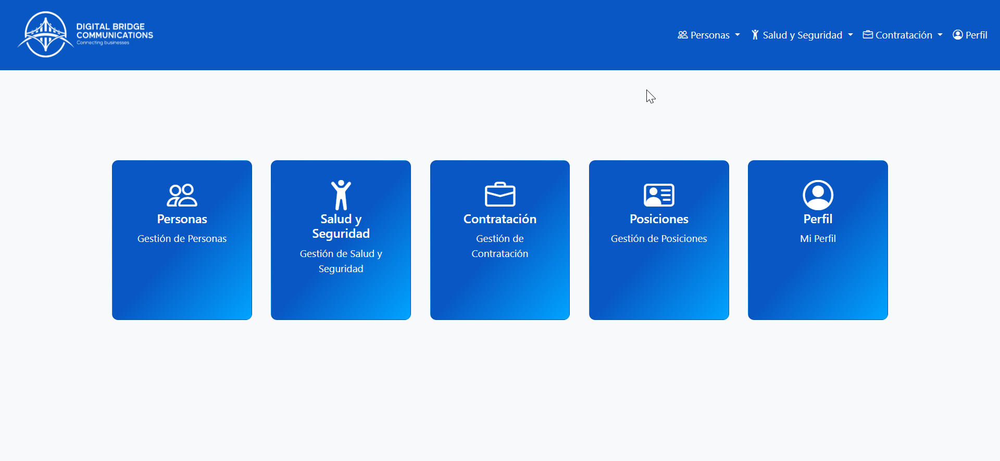 DIGITAL BRIDGE
COMMUNICATIONS
Connecting businesses
Personas
Salud y Seguridad
Contratación
Perfil
Personas
Gestión de Personas
Salud y
Seguridad
Gestión de Salud y
Seguridad
Contratación
Gestión de
Contratación
Posiciones
Gestión de Posiciones
Perfil
Mi Perfil